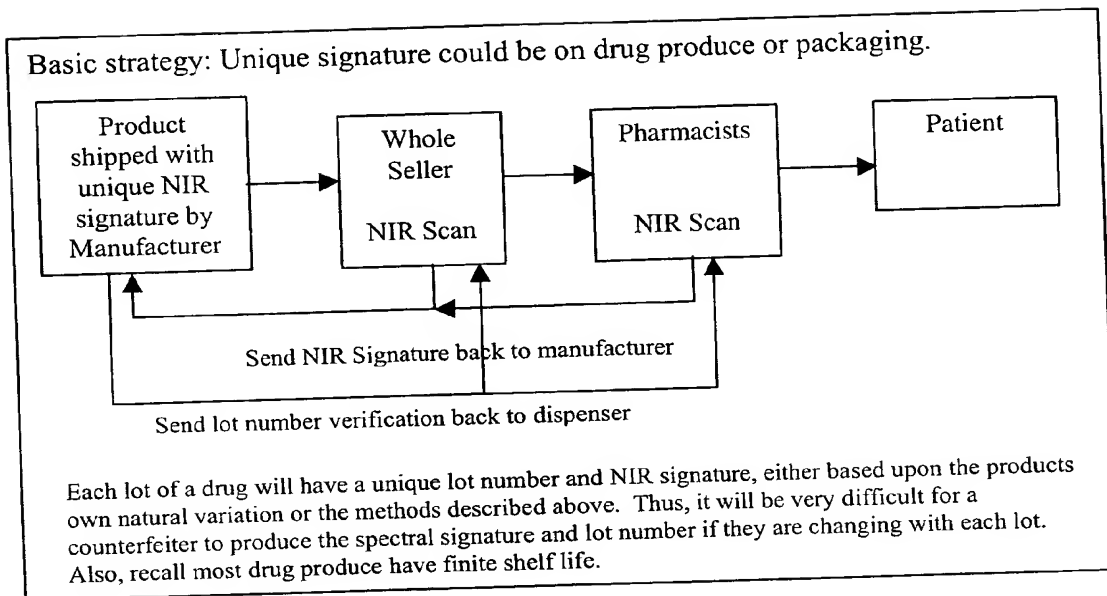 Basic strategy: Unique signature could be on drug produce or packaging.
Product
shipped with
unique NIR
signature by
Manufacturer
Whole
Seller
NIR Scan
Pharmacists
NIR Scan
Patient
Send NIR Signature back to manufacturer
Send lot number verification back to dispenser
Each lot of a drug will have a unique lot number and NIR signature, either based upon the products
own natural variation or the methods described above. Thus, it will be very difficult for a
counterfeiter to produce the spectral signature and lot number if they are changing with each lot.
Also, recall most drug produce have finite shelf life.